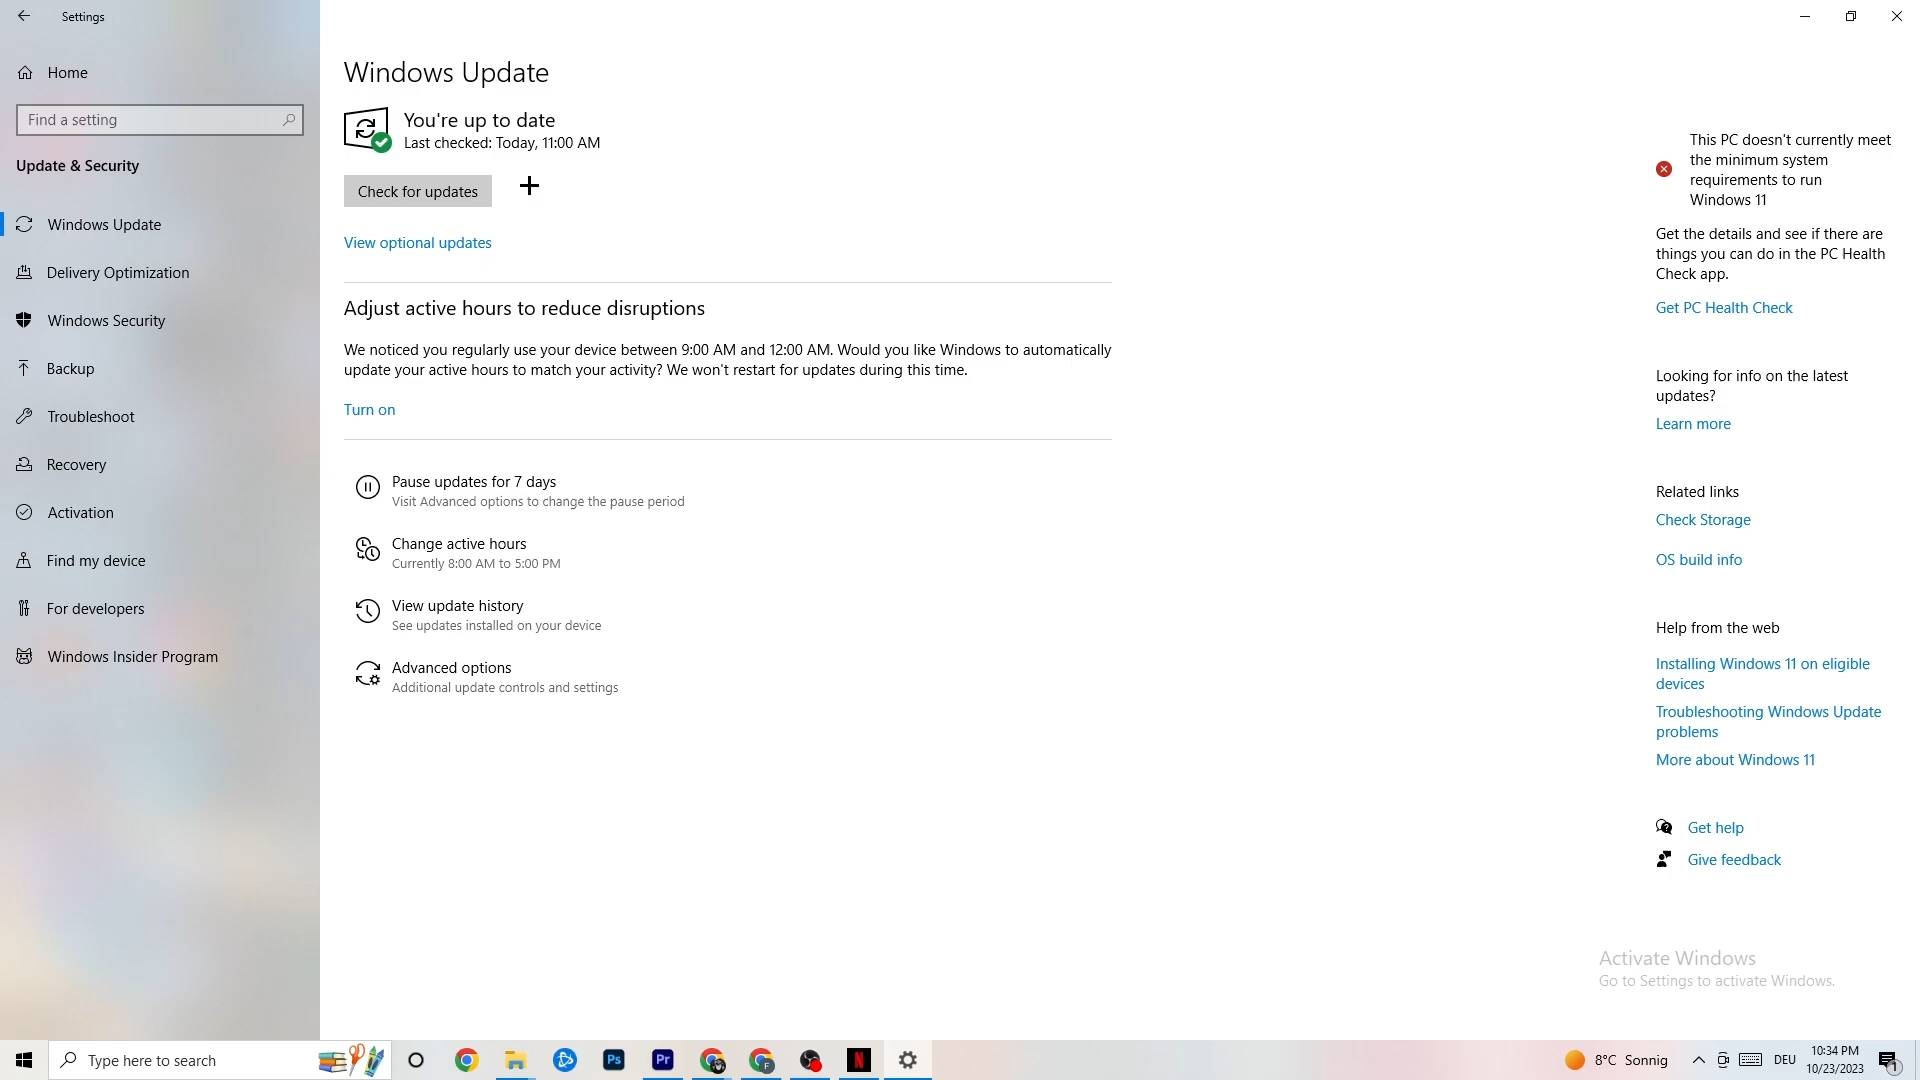 Settings
Home
Find a setting
Update & Security
Windows Update
Delivery Optimization
Windows Security
Backup
Troubleshoot
Recovery
Activation
Find my device
For developers
Windows Insider Program
Windows Update
You're up to date
Last checked: Today, 11:00 AM
Check for updates
View optional updates
Adjust active hours to reduce disruptions
We noticed you regularly use your device between 9:00 AM and 12:00 AM. Would you like Windows to automatically
update your active hours to match your activity? We won't restart for updates during this time.
Turn on
Pause updates for 7 days
Visit Advanced options to change the pause period
Change active hours
Currently 8:00 AM to 5:00 PM
View update history
See updates installed on your device
Advanced options
Additional update controls and settings
This PC doesn't currently meet
the minimum system
requirements to run
Windows 11
Get the details and see if there are
things you can do in the PC Health
Check app.
Get PC Health Check
Looking for info on the latest
updates?
Learn more
Related links
Check Storage
OS build info
Help from the web
Installing Windows 11 on eligible
devices
Troubleshooting Windows Update
problems
More about Windows 11
Get help
Give feedback
Activate Windows
Go to Settings to activate Windows.
Type here to search
Ps
Pr
F
N
8°C Sonnig
DEU
10:34 PM
10/23/2023
1